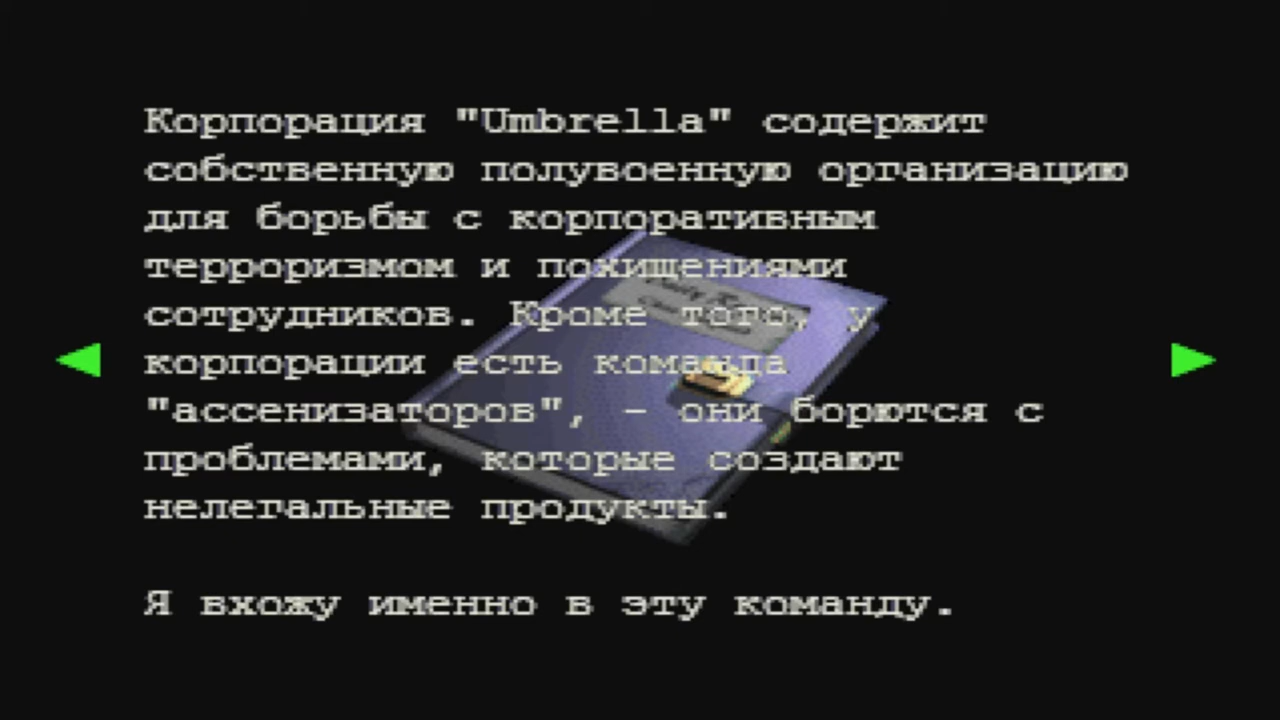 Корпорация "Umbrella" содержит
собственную полувоенную организацию
для борьбы с корпоративным
терроризмом и похищениями
сотрудников. Кроме того, у
корпорации есть команда
"ассенизаторов", - они борются с
проблемами, которые создают
нелегальные продукты.
Я вхожу именно в эту команду.